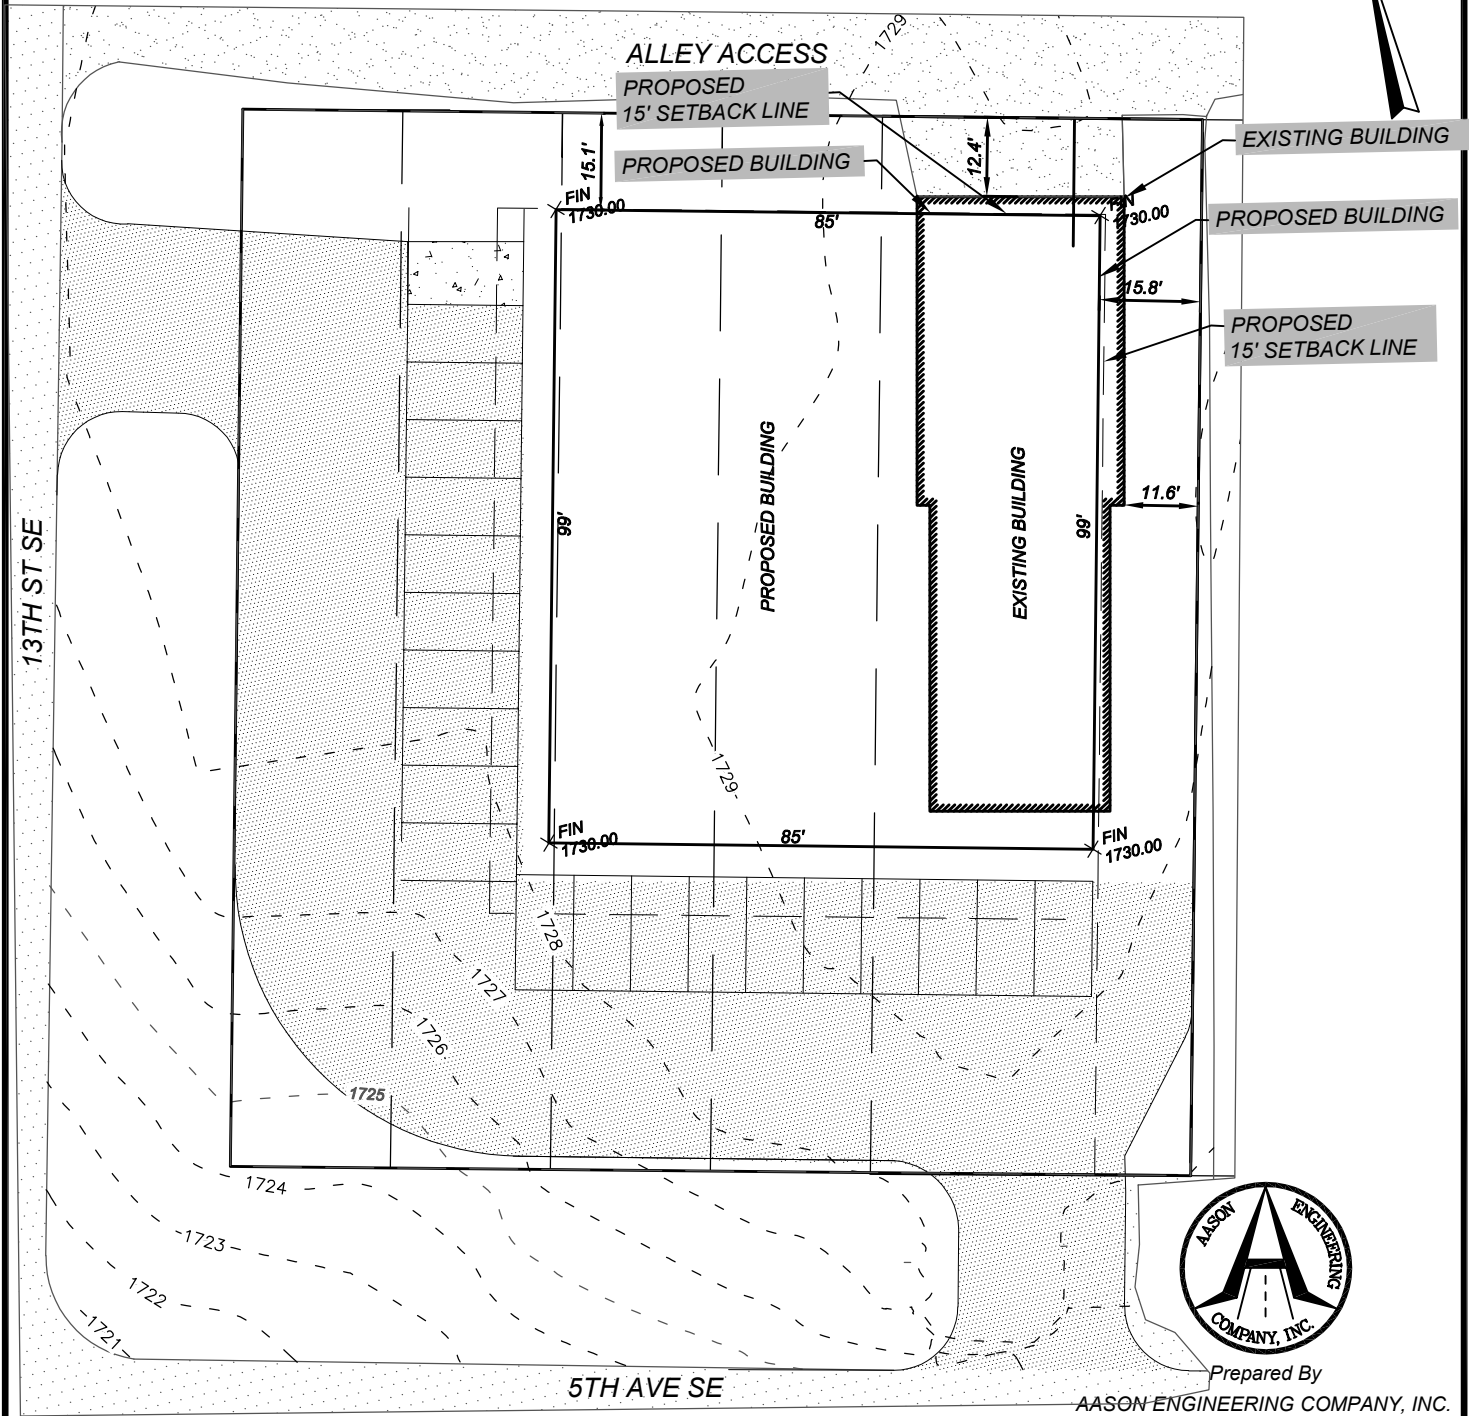 1729
ALLEY ACCESS
PROPOSED
15' SETBACK LINE
PROPOSED BUILDING
15.1'
12.4'
EXISTING BUILDING
FIN
1730.00
85'
FIN
1730.00
PROPOSED BUILDING
15.8'
PROPOSED
15' SETBACK LINE
PROPOSED BUILDING
EXISTING BUILDING
11.6'
99'
99'
13TH ST SE
1729
FIN
1730.00
85'
FIN
1730.00
1728
1727
1726
1725
1724
1723
1722
1721
5TH AVE SE
AASON ENGINEERING
COMPANY, INC.
Prepared By
AASON ENGINEERING COMPANY, INC.